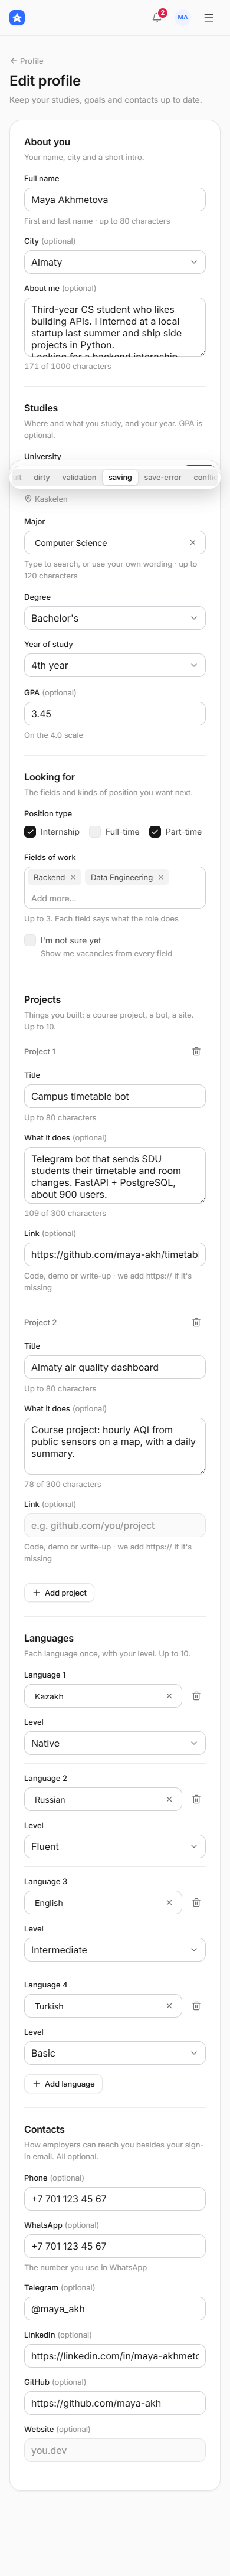 2
MA
Profile
Edit profile
Keep your studies, goals and contacts up to date.
About you
Your name, city and a short intro.
Full name
Maya Akhmetova
First and last name · up to 80 characters
City (optional)
Almaty
About me (optional)
Third-year CS student who likes
building APIs. I interned at a local
startup last summer and ship side
projects in Python.
Looking for a backend internship
171 of 1000 characters
Studies
Where and what you study, and your year. GPA is
optional.
University
dirty validation saving save-error
Kaskelen
Major
Computer Science
Type to search, or use your own wording · up to
120 characters
Degree
Bachelor's
Year of study
4th year
GPA (optional)
3.45
On the 4.0 scale
Looking for
The fields and kinds of position you want next.
Position type
Internship Full-time Part-time
Fields of work
Backend Data Engineering
Add more...
Up to 3. Each field says what the role does
I'm not sure yet
Show me vacancies from every field
Projects
Things you built: a course project, a bot, a site.
Up to 10.
Project 1
Title
Campus timetable bot
Up to 80 characters
What it does (optional)
Telegram bot that sends SDU
students their timetable and room
changes. FastAPI + PostgreSQL,
about 900 users.
109 of 300 characters
Link (optional)
https://github.com/maya-akh/timetab
Code, demo or write-up · we add https:// if it's
missing
Project 2
Title
Almaty air quality dashboard
Up to 80 characters
What it does (optional)
Course project: hourly AQI from
public sensors on a map, with a daily
summary.
78 of 300 characters
Link (optional)
e.g. github.com/you/project
Code, demo or write-up · we add https:// if it's
missing
Add project
Languages
Each language once, with your level. Up to 10.
Language 1
Kazakh
Level
Native
Language 2
Russian
Level
Fluent
Language 3
English
Level
Intermediate
Language 4
Turkish
Level
Basic
Add language
Contacts
How employers can reach you besides your sign-
in email. All optional.
Phone (optional)
+7 701 123 45 67
WhatsApp (optional)
+7 701 123 45 67
The number you use in WhatsApp
Telegram (optional)
@maya_akh
LinkedIn (optional)
https://linkedin.com/in/maya-akhmeto
GitHub (optional)
https://github.com/maya-akh
Website (optional)
you.dev